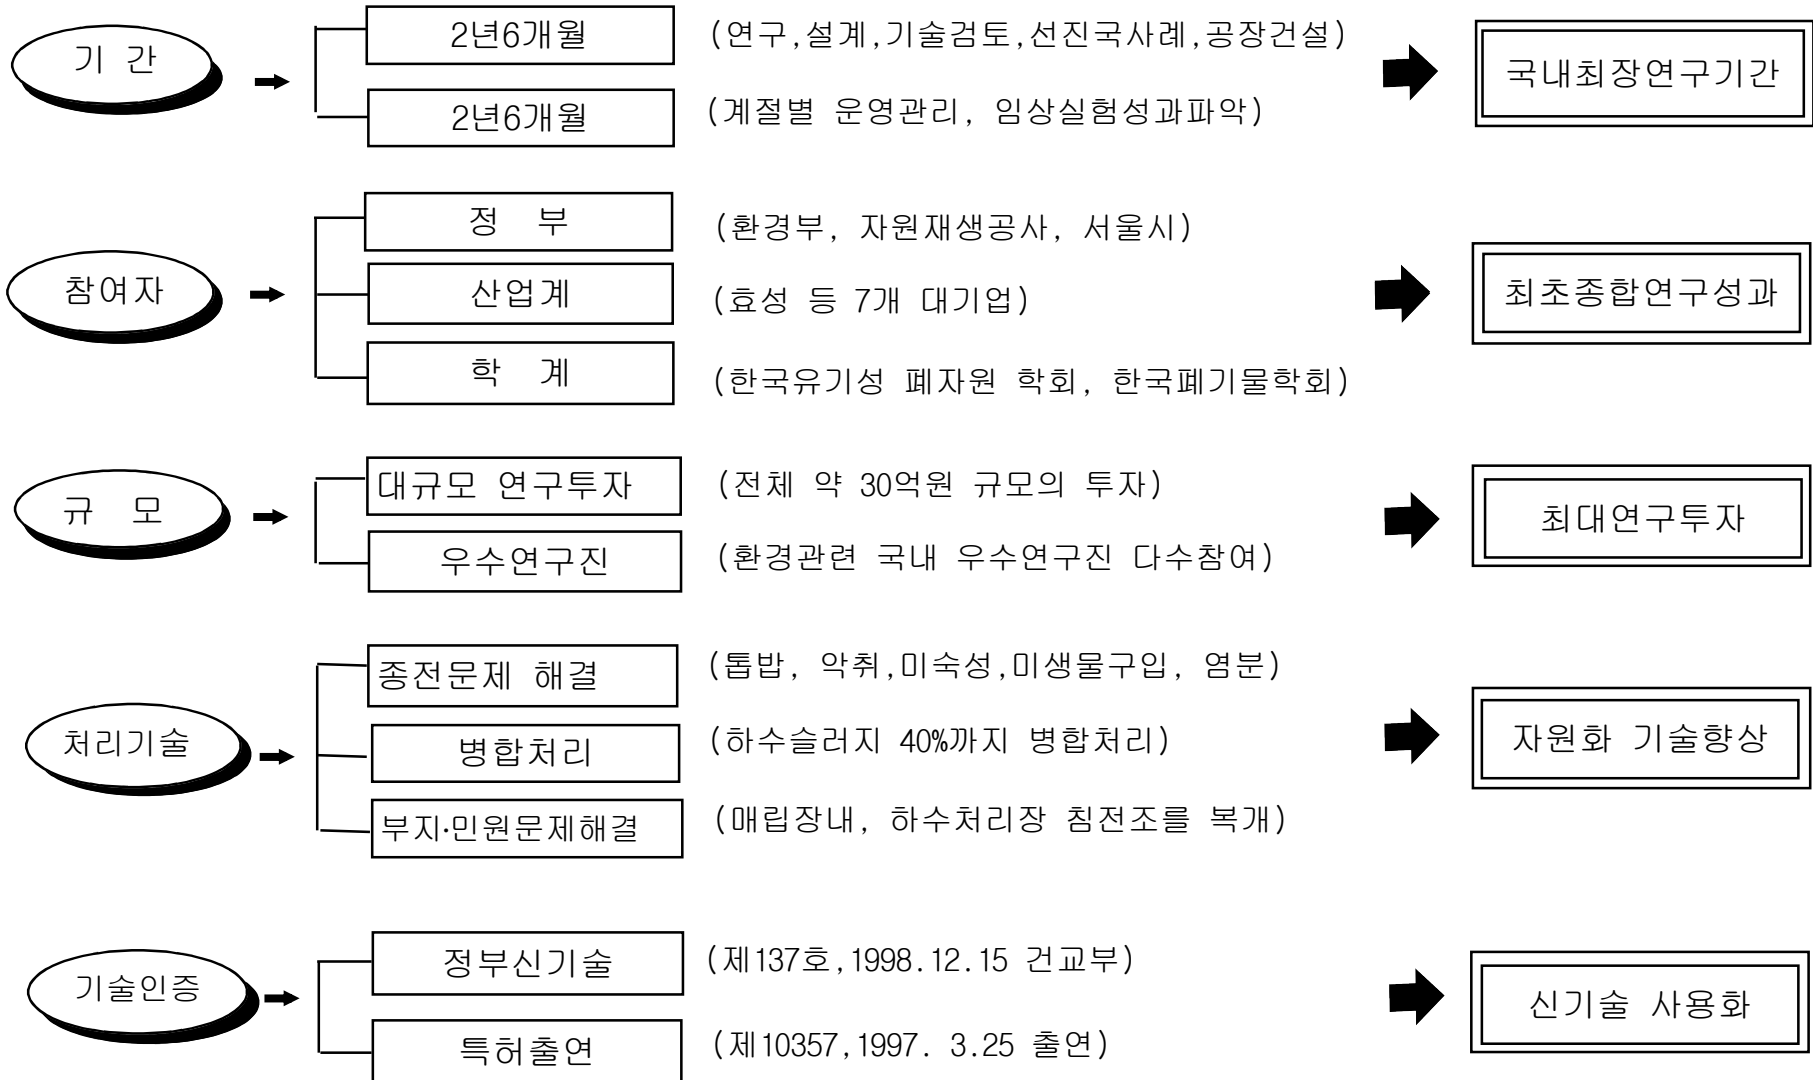 기 간
2년6개월 (연구,설계,기술검토,선진국사례,공장건설)
2년6개월 (계절별 운영관리, 임상실험성과파악)
국내최장연구기간
참여자
정 부 (환경부, 자원재생공사, 서울시)
산업계 (효성 등 7개 대기업)
학 계 (한국유기성 폐자원 학회, 한국폐기물학회)
최초종합연구성과
규 모
대규모 연구투자 (전체 약 30억원 규모의 투자)
우수연구진 (환경관련 국내 우수연구진 다수참여)
최대연구투자
처리기술
종전문제 해결 (톱밥, 악취,미숙성,미생물구입, 염분)
병합처리 (하수슬러지 40%까지 병합처리)
부지·민원문제해결 (매립장내, 하수처리장 침전조를 복개)
자원화 기술향상
기술인증
정부신기술 (제137호,1998.12.15 건교부)
특허출연 (제10357,1997. 3.25 출연)
신기술 사용화